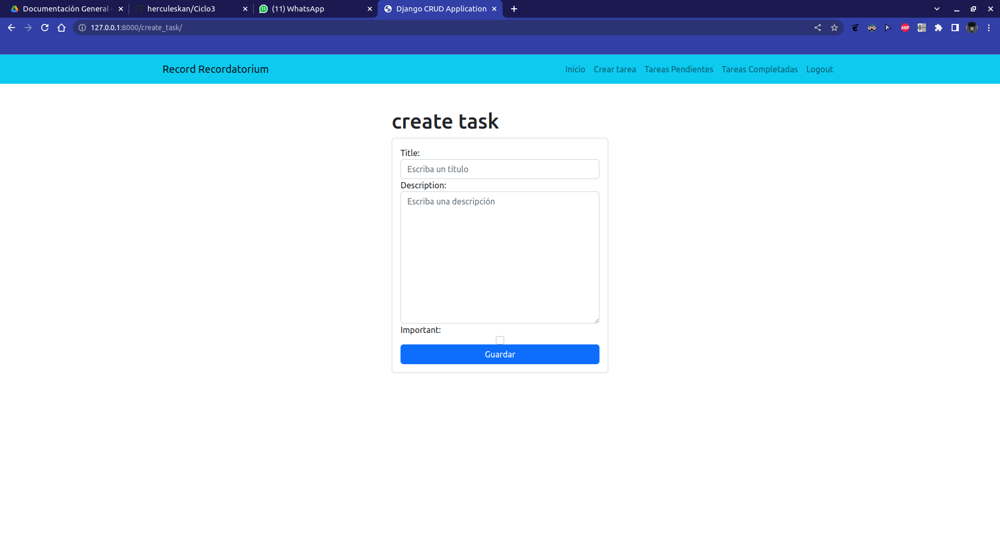 Documentación General -
herculeskan/Ciclo3
(11) WhatsApp
Django CRUD Application
127.0.0.1:8000/create_task/
ABP
Record Recordatorium
Inicio
Crear tarea
Tareas Pendientes
Tareas Completadas
Logout
create task
Title:
Escriba un título
Description:
Escriba una descripción
Important:
Guardar